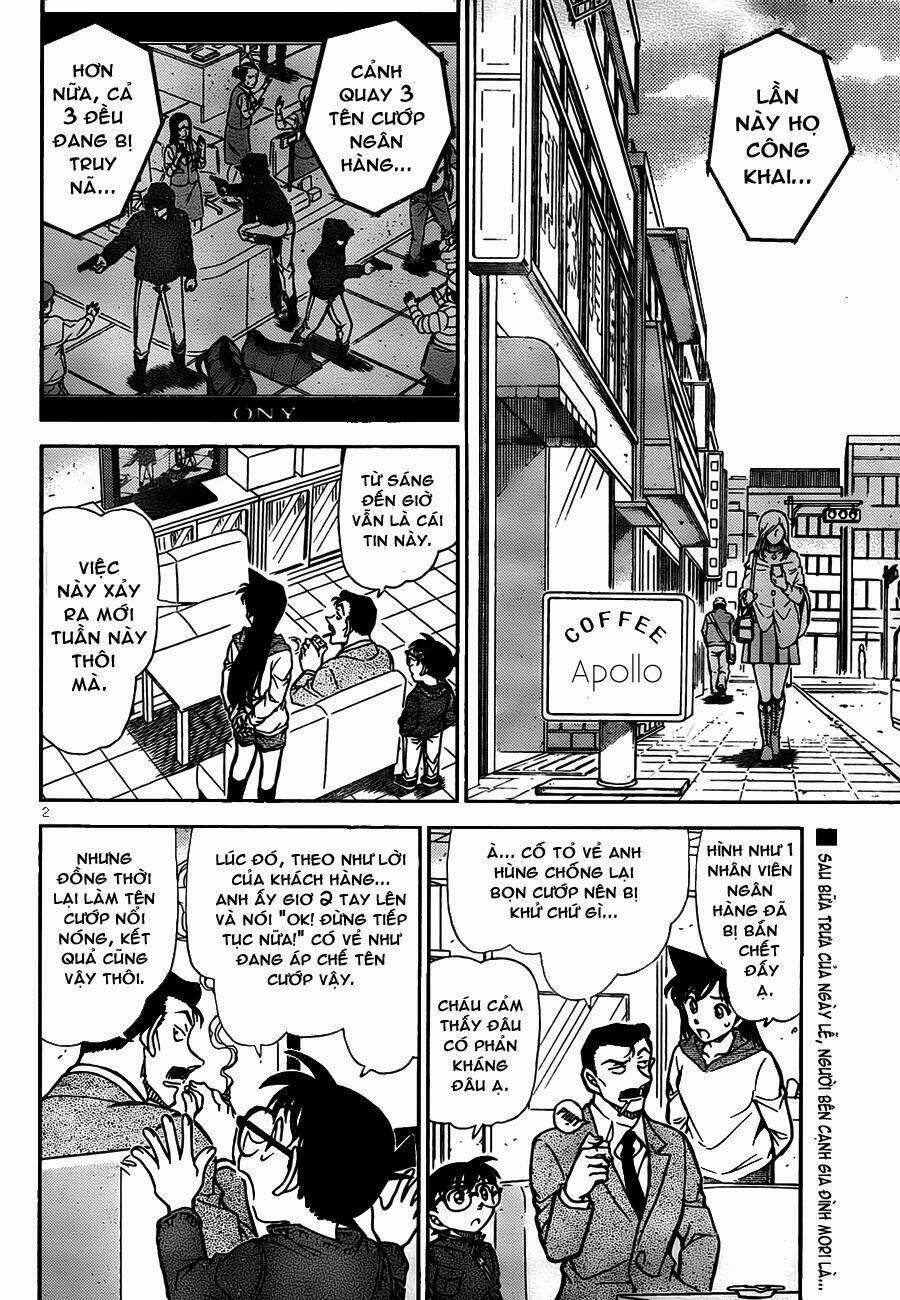 LẦN
NÀY HỌ
CÔNG
KHAI...
CẢNH
QUAY 3
TÊN CƯỚP
NGÂN
HÀNG...
HƠN
NỮA, CẢ
3 ĐỀU
ĐANG BỊ
TRUY
NÃ...
ONY
COFFEE
Apollo
TỪ SÁNG
ĐẾN GIỜ
VẪN LÀ CÁI
TIN NÀY.
VIỆC
NÀY XẢY
RA MỚI
TUẦN NÀY
THÔI
MÀ.
2
SAU BỮA TRƯA CỦA NGÀY LỄ, NGƯỜI BÊN CẠNH GIA ĐÌNH MORI LÀ...
HÌNH NHƯ 1
NHÂN VIÊN
NGÂN
HÀNG ĐÃ
BỊ BẮN
CHẾT
ĐẤY
Ạ.
À... CỐ TỎ VẺ ANH
HÙNG CHỐNG LẠI
BỌN CƯỚP NÊN BỊ
KHỬ CHỨ GÌ...
CHÁU CẢM
THẤY ĐÂU
CÓ PHẢN
KHÁNG
ĐÂU Ạ.
LÚC ĐÓ, THEO NHƯ LỜI
CỦA KHÁCH HÀNG...
ANH ẤY GIƠ 2 TAY LÊN
VÀ NÓI "OK! ĐỪNG TIẾP
TỤC NỮA!" CÓ VẺ NHƯ
ĐANG ÁP CHẾ TÊN
CƯỚP VẬY.
NHƯNG
ĐỒNG THỜI
LẠI LÀM TÊN
CƯỚP NỔI
NÓNG, KẾT
QUẢ CŨNG
VẬY THÔI.